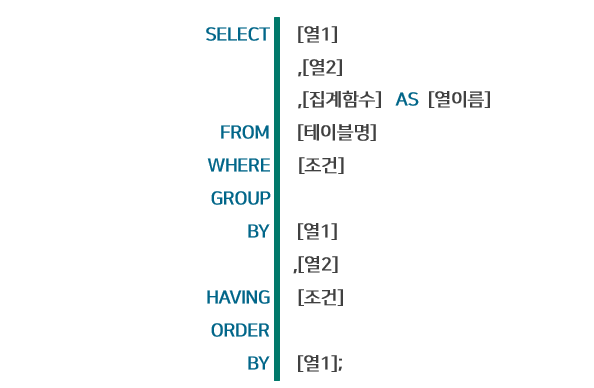 SELECT [열1]
,[열2]
,[집계함수] AS [열이름]
FROM [테이블명]
WHERE [조건]
GROUP
BY [열1]
,[열2]
HAVING [조건]
ORDER
BY [열1];